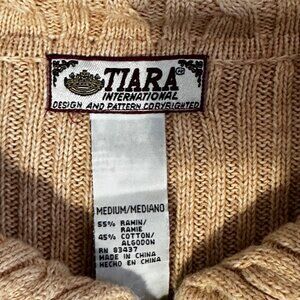 TIARA®
INTERNATIONAL
DESIGN AND PATTERN COPYRIGHTED
MEDIUM/MEDIANO
55% RAMIN/
RAMIE
45% COTTON/
ALGODON
RN 83437
MADE IN CHINA
HECHO EN CHINA